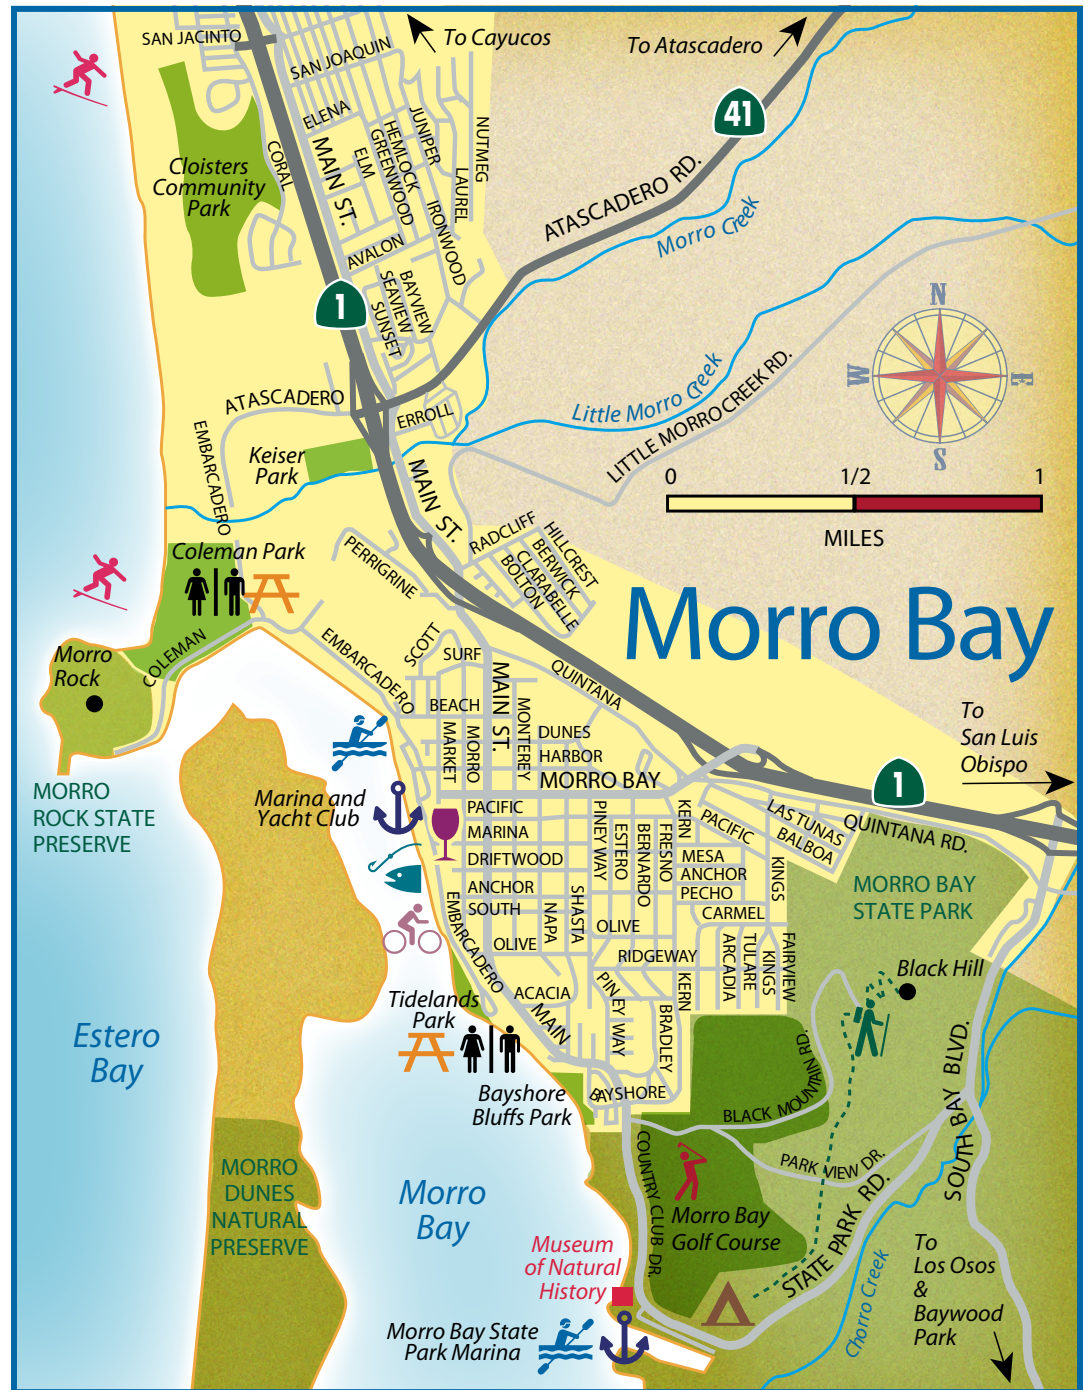 SAN JACINTO
SAN JOAQUIN
To Cayucos
To Atascadero
41
ELENA
MAIN ST.
ELM
GREENWOOD
HEMLOCK
JUNIPER
IRONWOOD
LAUREL
NUTMEG
CORAL
Cloisters
Community
Park
ATASCADERO RD.
Morro Creek
AVALON
SEAVIEW
BAYVIEW
SUNSET
1
N
W
E
S
ATASCADERO
ERROLL
Little Morro Creek
LITTLE MORRO CREEK RD.
EMBARCADERO
Keiser
Park
MAIN ST.
0
1/2
1
MILES
RADCLIFF
HILLCREST
BERWICK
CLARABELLE
BOLTON
Coleman Park
PERRIGRINE
Morro Bay
COLEMAN
Morro
Rock
EMBARCADERO
SCOTT
SURF
QUINTANA
MAIN ST.
BEACH
MONTEREY
DUNES
MARKET
MORRO
HARBOR
MORRO BAY
To
San Luis
Obispo
1
MORRO
ROCK STATE
PRESERVE
Marina and
Yacht Club
PACIFIC
MARINA
DRIFTWOOD
ANCHOR
SOUTH
OLIVE
PINEY WAY
ESTERO
BERNARDO
FRESNO
KERN
PACIFIC
LAS TUNAS
BALBOA
QUINTANA RD.
MESA
ANCHOR
PECHO
KINGS
CARMEL
MORRO BAY
STATE PARK
EMBARCADERO
NAPA
SHASTA
OLIVE
RIDGEWAY
ARCADIA
TULARE
KINGS
FAIRVIEW
KERN
Black Hill
Tidelands
Park
ACACIA
MAIN
PINEY WAY
BRADLEY
Estero
Bay
Bayshore
Bluffs Park
BAYSHORE
BLACK MOUNTAIN RD.
SOUTH BAY BLVD.
MORRO
DUNES
NATURAL
PRESERVE
Morro
Bay
COUNTRY CLUB DR.
PARK VIEW DR.
STATE PARK RD.
Morro Bay
Golf Course
Museum
of Natural
History
Morro Bay State
Park Marina
Chorro Creek
To
Los Osos
&
Baywood
Park